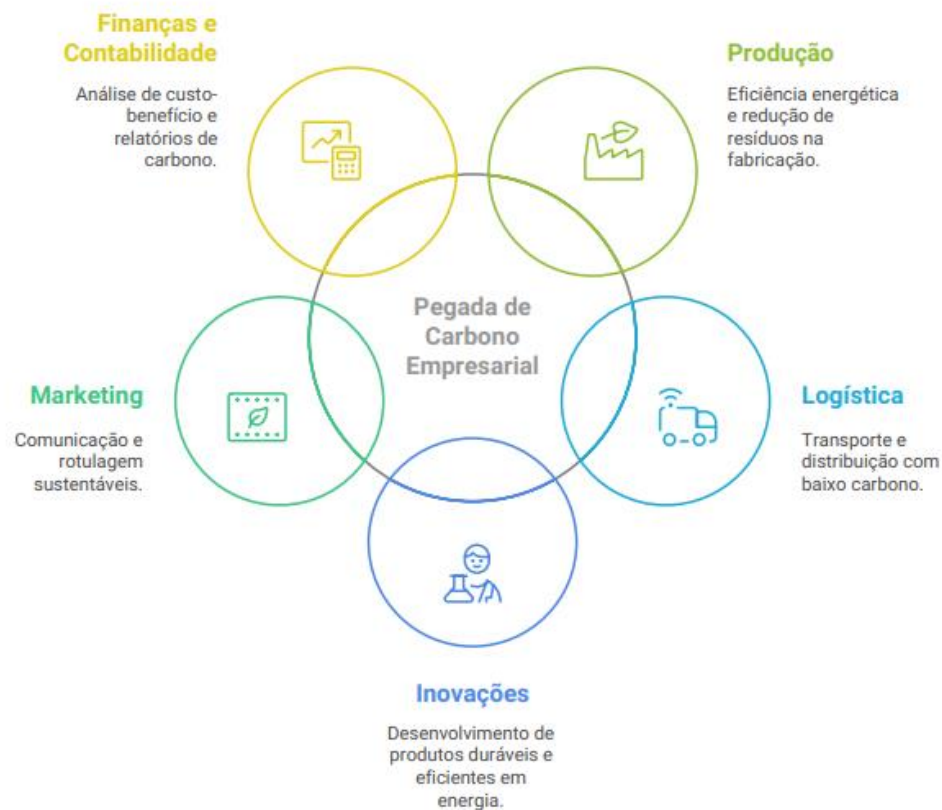 Finanças e
Contabilidade
Análise de custo-
benefício e
relatórios de
carbono.
Produção
Eficiência energética
e redução de
resíduos na
fabricação.
Pegada de
Carbono
Empresarial
Marketing
Comunicação e
rotulagem
sustentáveis.
Logística
Transporte e
distribuição com
baixo carbono.
Inovações
Desenvolvimento de
produtos duráveis e
eficientes em
energia.